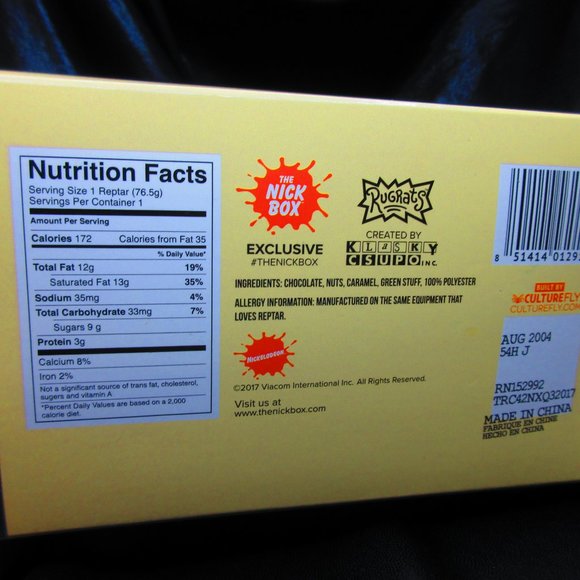 Nutrition Facts
Serving Size 1 Reptar (76.5g)
Servings Per Container 1
Amount Per Serving
Calories 172 Calories from Fat 35
% Daily Value*
Total Fat 12g 19%
Saturated Fat 13g 35%
Sodium 35mg 4%
Total Carbohydrate 33mg 7%
Sugars 9 g
Protein 3g
Calcium 8%
Iron 2%
Not a significant source of trans fat, cholesterol,
sugars and vitamin A
*Percent Daily Values are based on a 2,000
calorie diet.
THE
NICK
BOX
EXCLUSIVE
#THENICKBOX
RUGRATS
CREATED BY
KLASKY
CSUPO INC.
INGREDIENTS: CHOCOLATE, NUTS, CARAMEL, GREEN STUFF, 100% POLYESTER
ALLERGY INFORMATION: MANUFACTURED ON THE SAME EQUIPMENT THAT
LOVES REPTAR.
NICKELODEON
©2017 Viacom International Inc. All Rights Reserved.
Visit us at
www.thenickbox.com
8 51414 0129
BUILT BY
CULTUREFLY
CULTUREFLY.CO
AUG 2004
54H J
RN152992
TRC42NXQ32017
MADE IN CHINA
FABRIQUE EN CHINE
HECHO EN CHINA